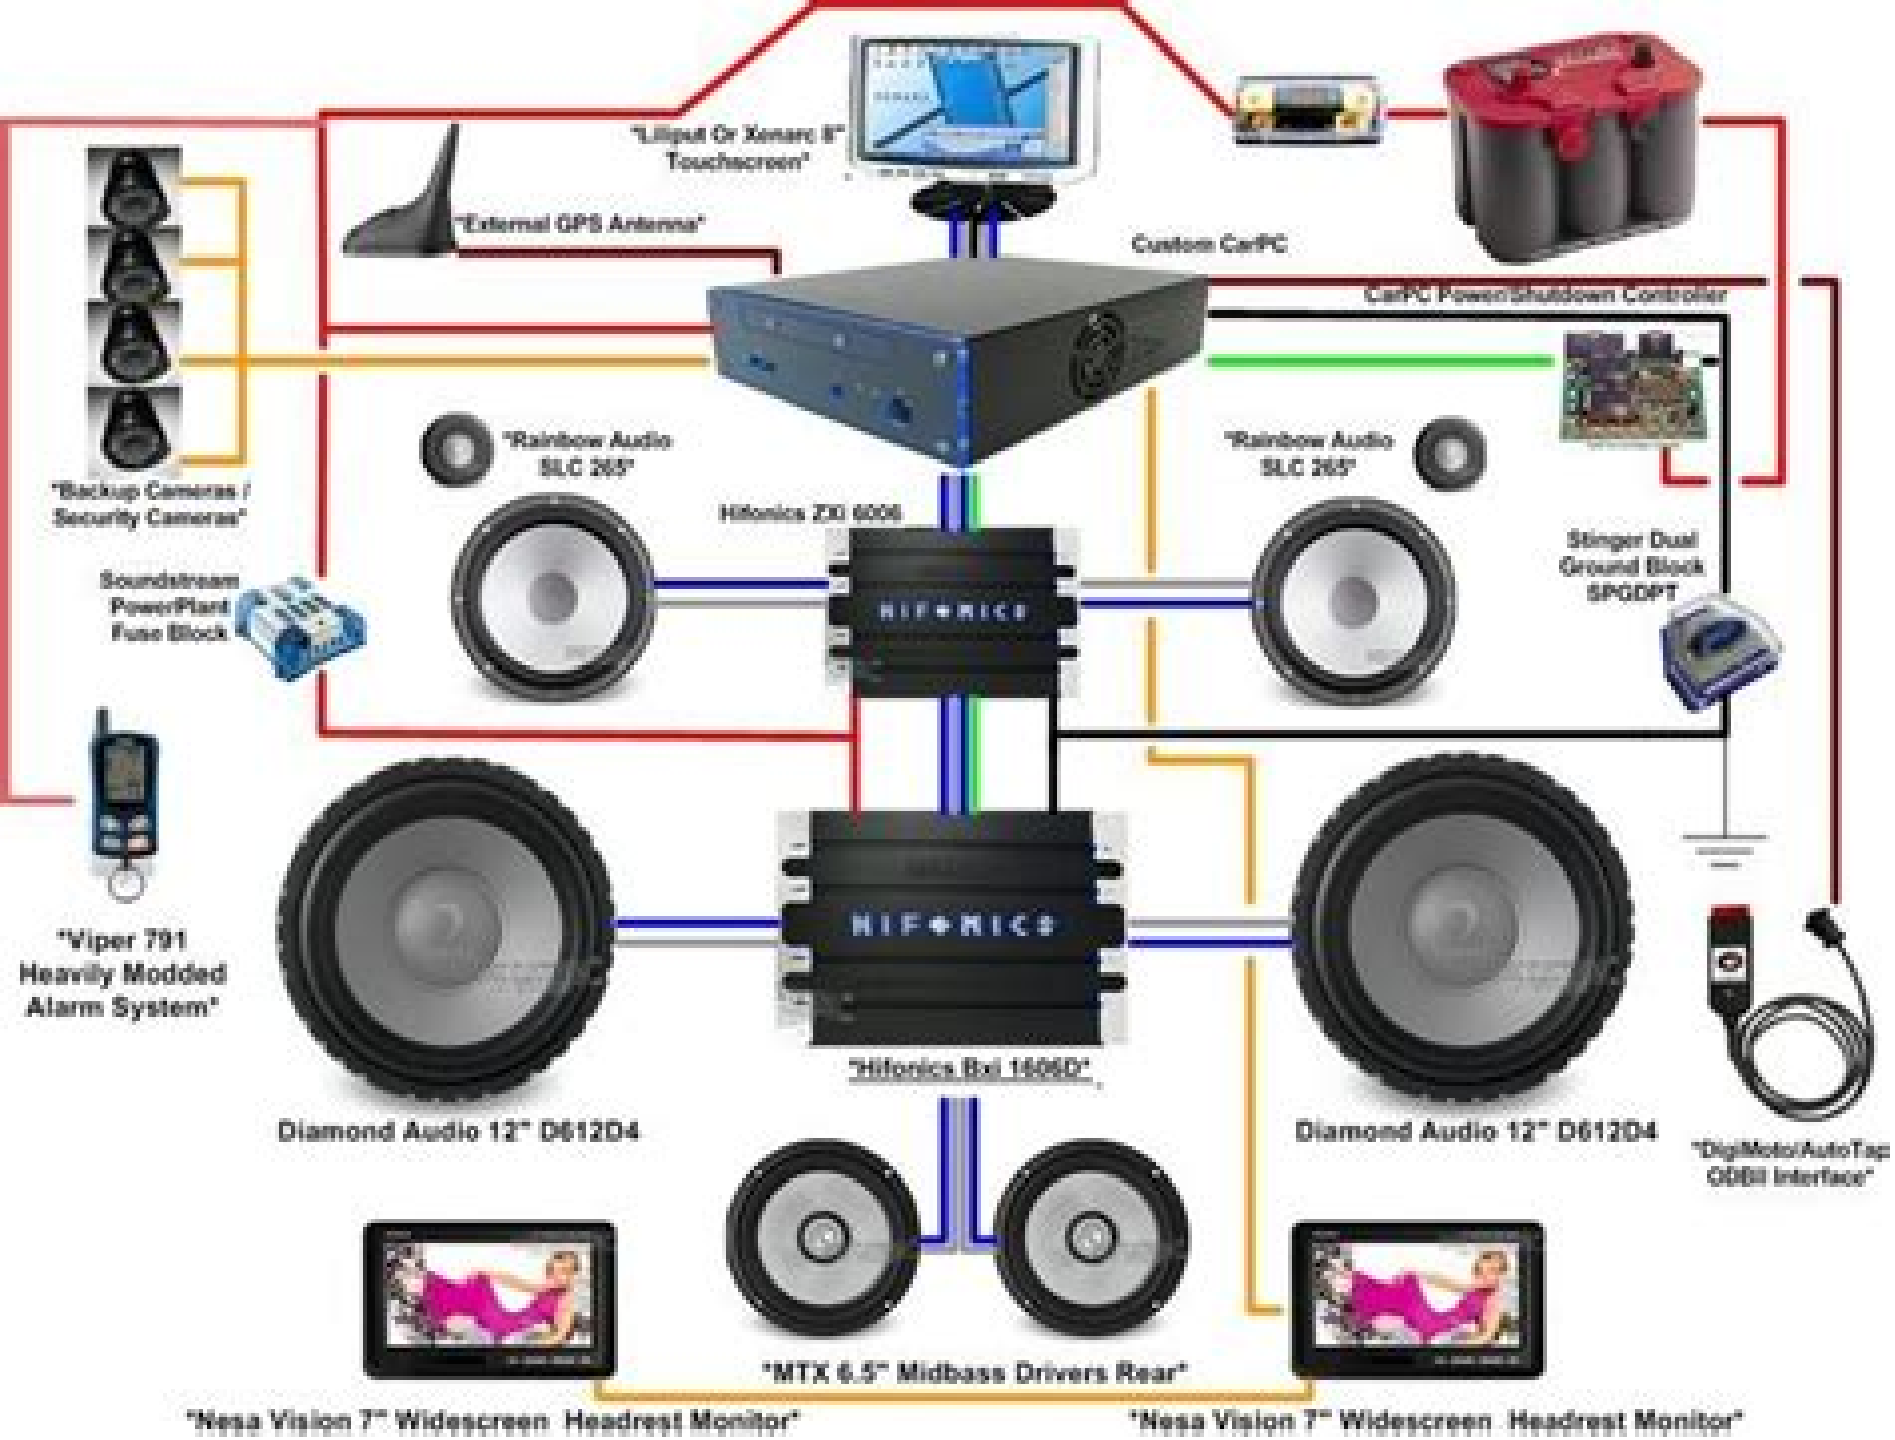 "Liliput Or Xenarc 8"
Touchscreen"
"External GPS Antenna"
Custom CarPC
CarPC Power/Shutdown Controller
"Rainbow Audio
SLC 265"
"Rainbow Audio
SLC 265"
"Backup Cameras /
Security Cameras"
Hifonics ZXi 6006
Stinger Dual
Ground Block
SPGDPT
Soundstream
PowerPlant
Fuse Block
HIFONICS
"Viper 791
Heavily Modded
Alarm System"
HIFONICS
"Hifonics Bxi 1606D"
Diamond Audio 12" D612D4
Diamond Audio 12" D612D4
"DigiMoto/AutoTap
ODBII Interface"
"MTX 6.5" Midbass Drivers Rear"
"Nesa Vision 7" Widescreen Headrest Monitor"
"Nesa Vision 7" Widescreen Headrest Monitor"